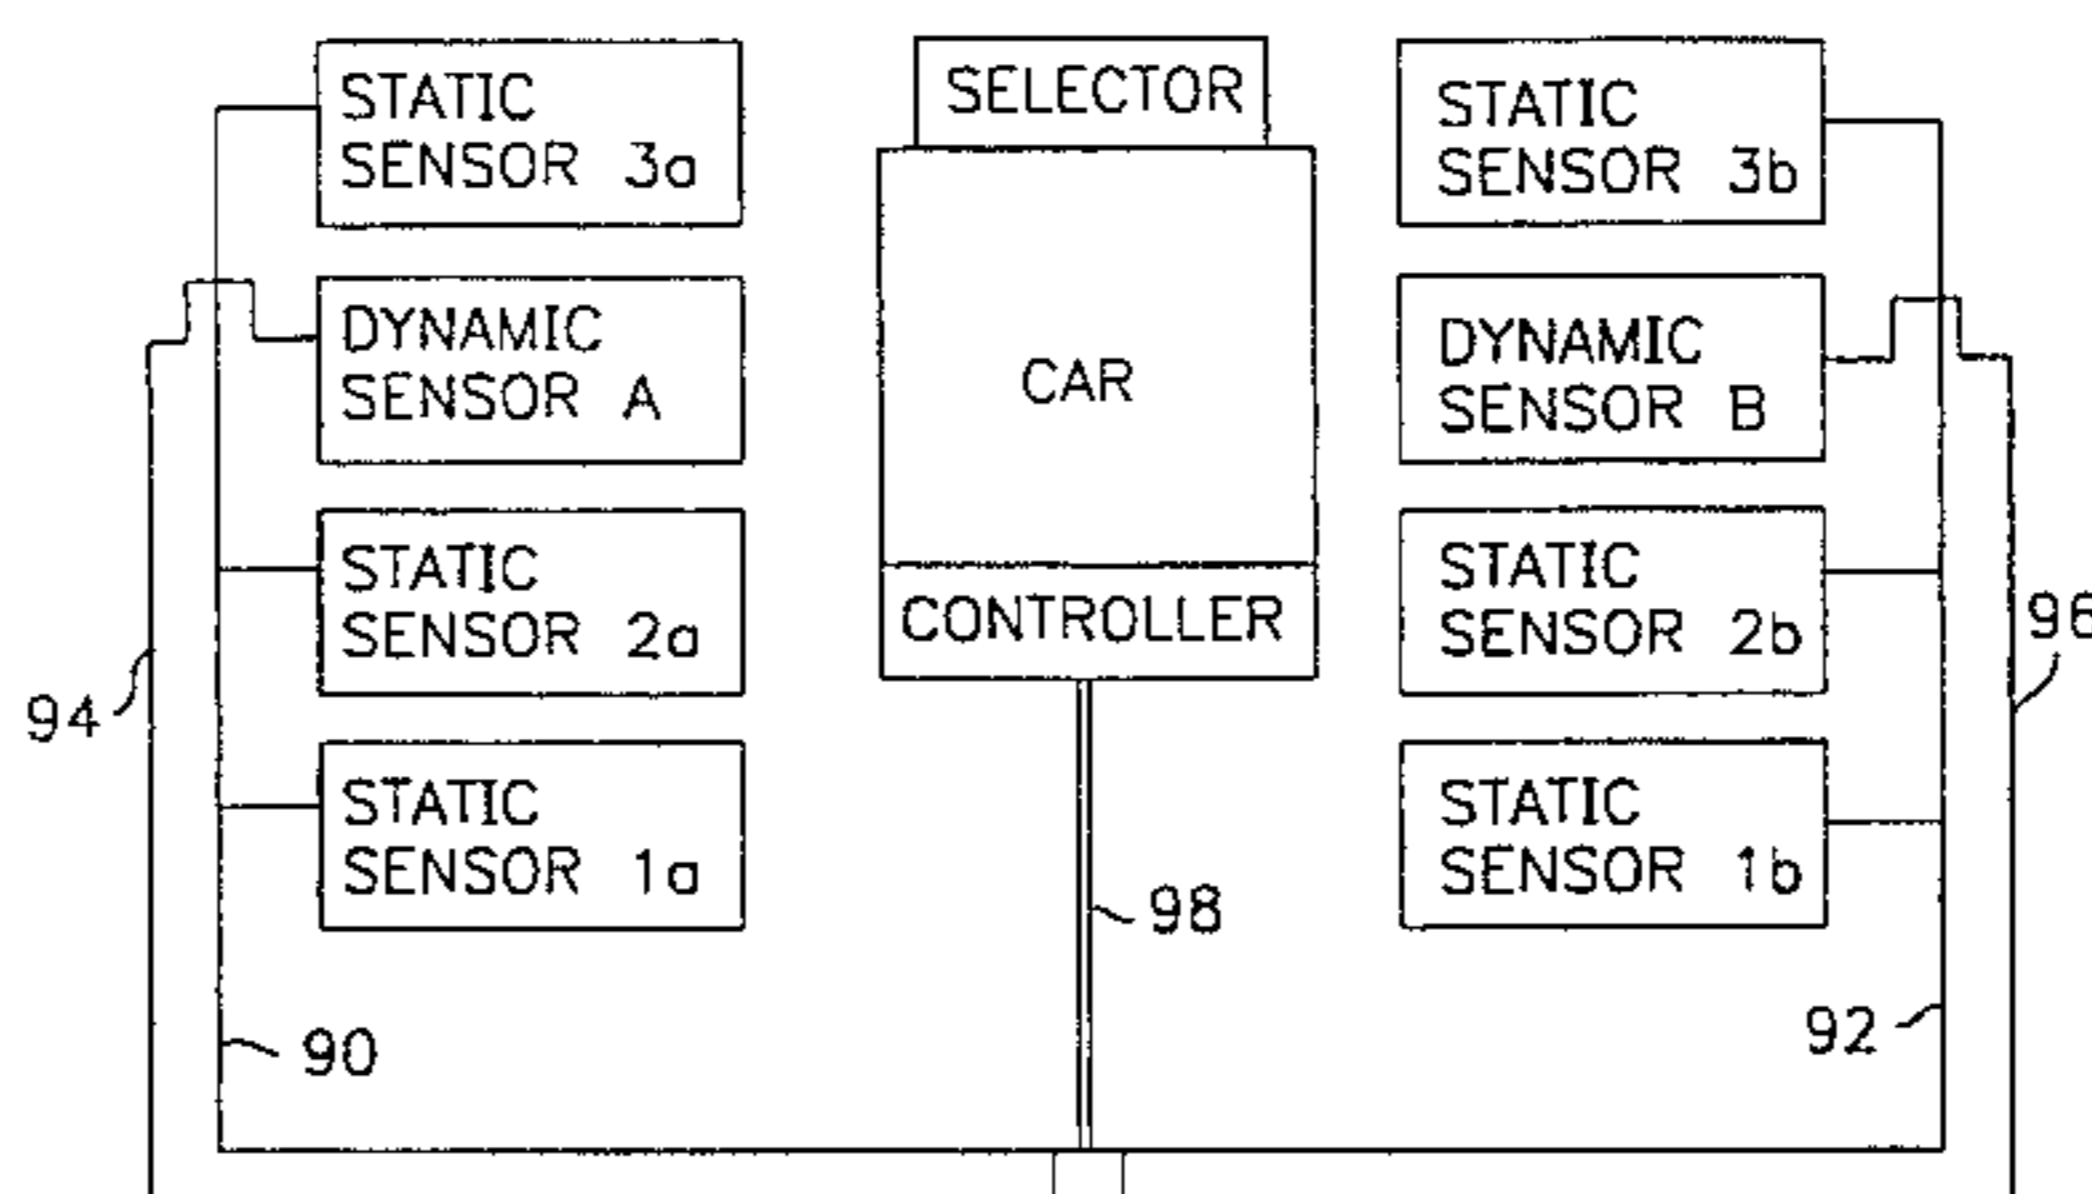 STATIC
SENSOR 3a
SELECTOR
STATIC
SENSOR 3b
DYNAMIC
SENSOR A
CAR
DYNAMIC
SENSOR B
STATIC
SENSOR 2a
CONTROLLER
STATIC
SENSOR 2b
96
94
STATIC
SENSOR 1a
STATIC
SENSOR 1b
98
90
92